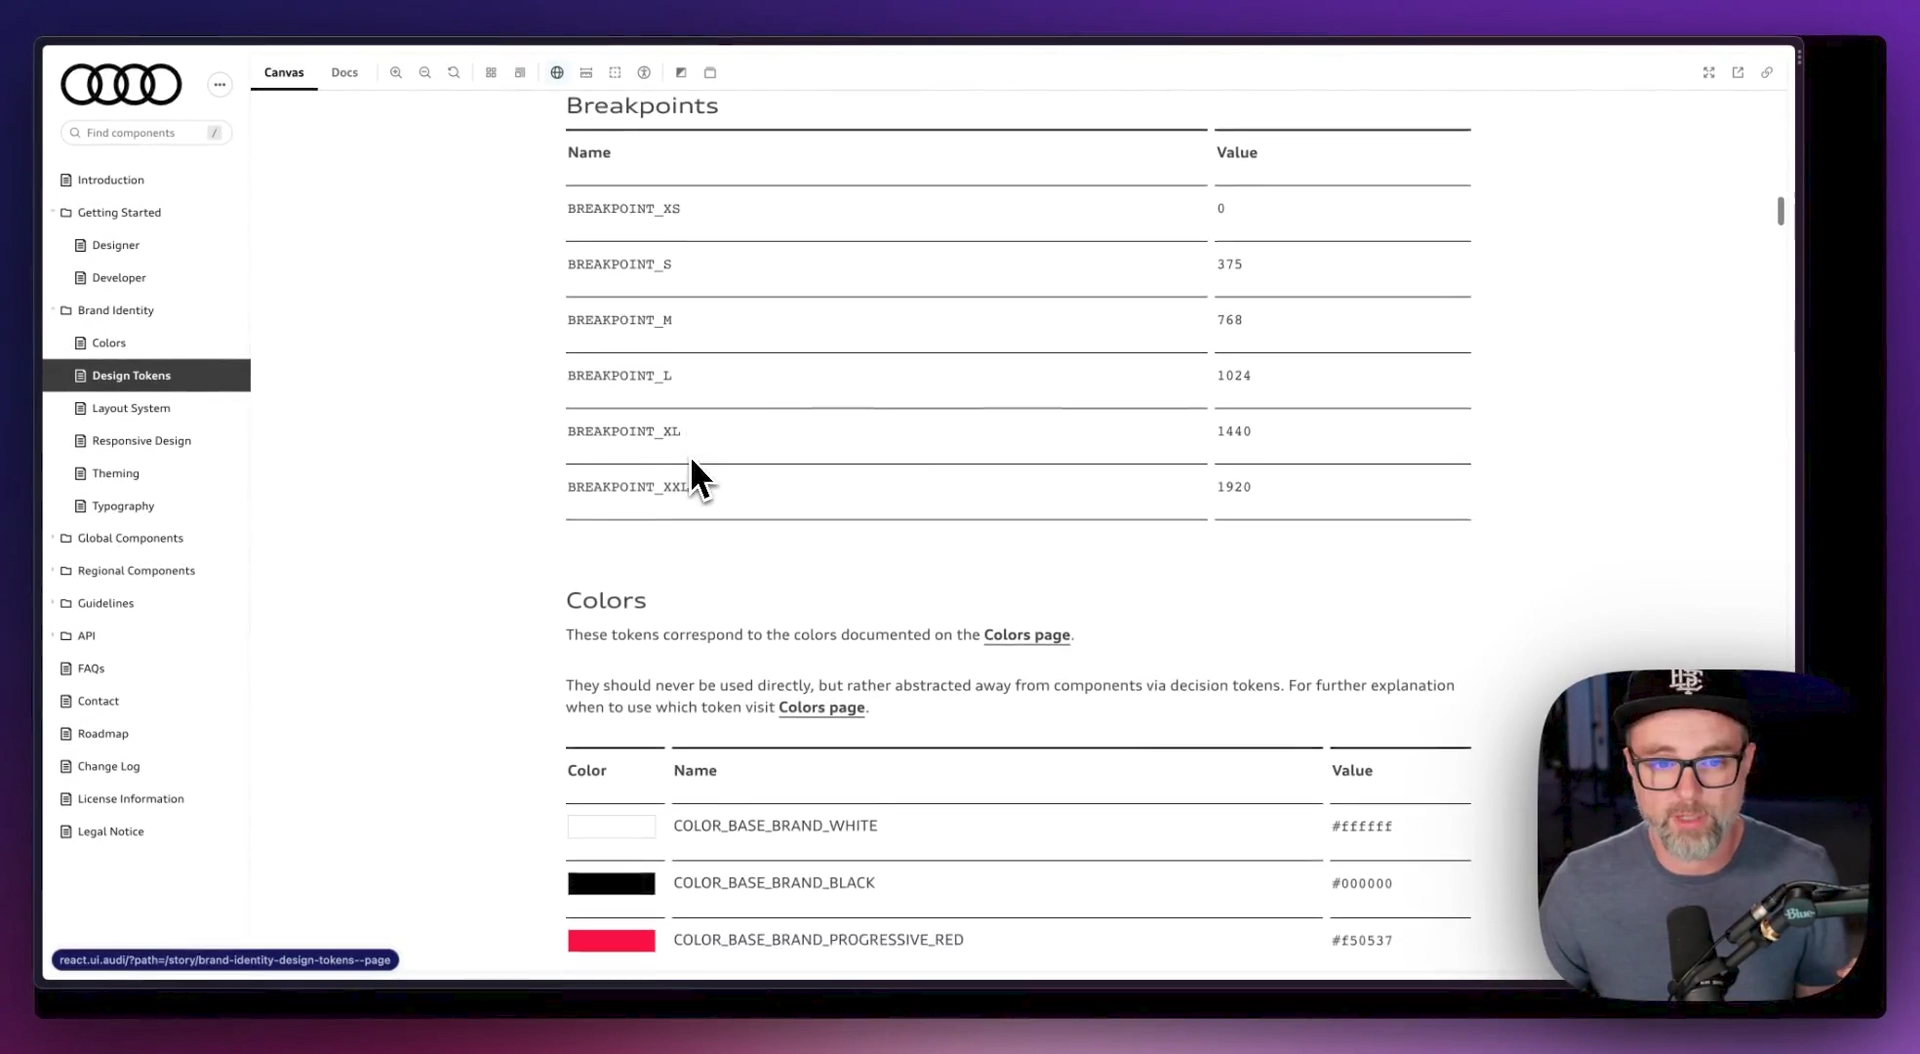 Find components /
Introduction
Getting Started
Designer
Developer
Brand Identity
Colors
Design Tokens
Layout System
Responsive Design
Theming
Typography
Global Components
Regional Components
Guidelines
API
FAQs
Contact
Roadmap
Change Log
License Information
Legal Notice
react.ui.audi/?path=/story/brand-identity-design-tokens--page
Canvas Docs
Breakpoints
Name Value
BREAKPOINT_XS 0
BREAKPOINT_S 375
BREAKPOINT_M 768
BREAKPOINT_L 1024
BREAKPOINT_XL 1440
BREAKPOINT_XXL 1920
Colors
These tokens correspond to the colors documented on the Colors page.
They should never be used directly, but rather abstracted away from components via decision tokens. For further explanation
when to use which token visit Colors page.
Color Name Value
COLOR_BASE_BRAND_WHITE #ffffff
COLOR_BASE_BRAND_BLACK #000000
COLOR_BASE_BRAND_PROGRESSIVE_RED #f50537
Blue